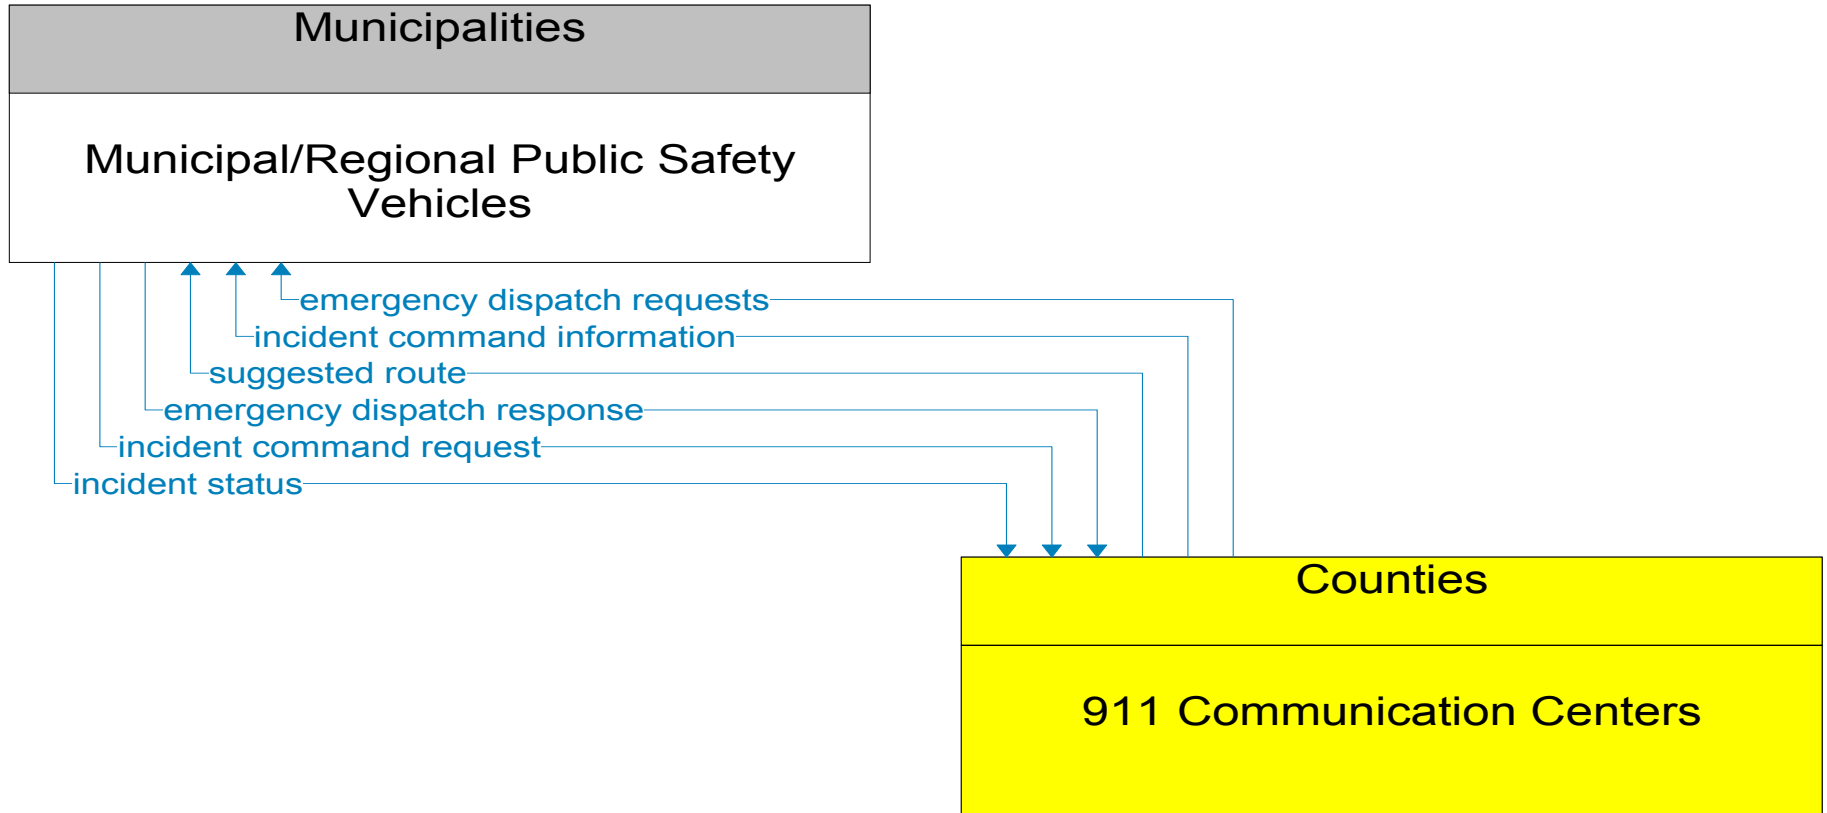 Municipalities
Municipal/Regional Public Safety
Vehicles
emergency dispatch requests
incident command information
suggested route
emergency dispatch response
incident command request
incident status
Counties
911 Communication Centers